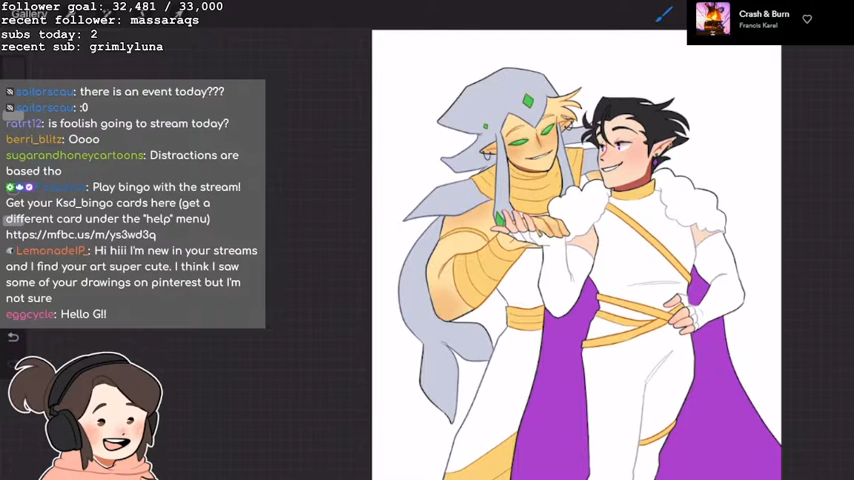 follower goal: 32,481 / 33,000
recent follower: massaraqs
subs today: 2
recent sub: grimlyluna
Crash & Burn
Francis Karel
sailorscau: there is an event today???
sailorscau: :0
ratrt12: is foolish going to stream today?
berri_blitz: Oooo
sugarandhoneycartoons: Distractions are
based tho
: Play bingo with the stream!
Get your Ksd_bingo cards here (get a
different card under the "help" menu)
https://mfbc.us/m/ys3wd3q
LemonadeIP_: Hi hiii I'm new in your streams
and I find your art super cute. I think I saw
some of your drawings on pinterest but I'm
not sure
eggcycle: Hello GI!!